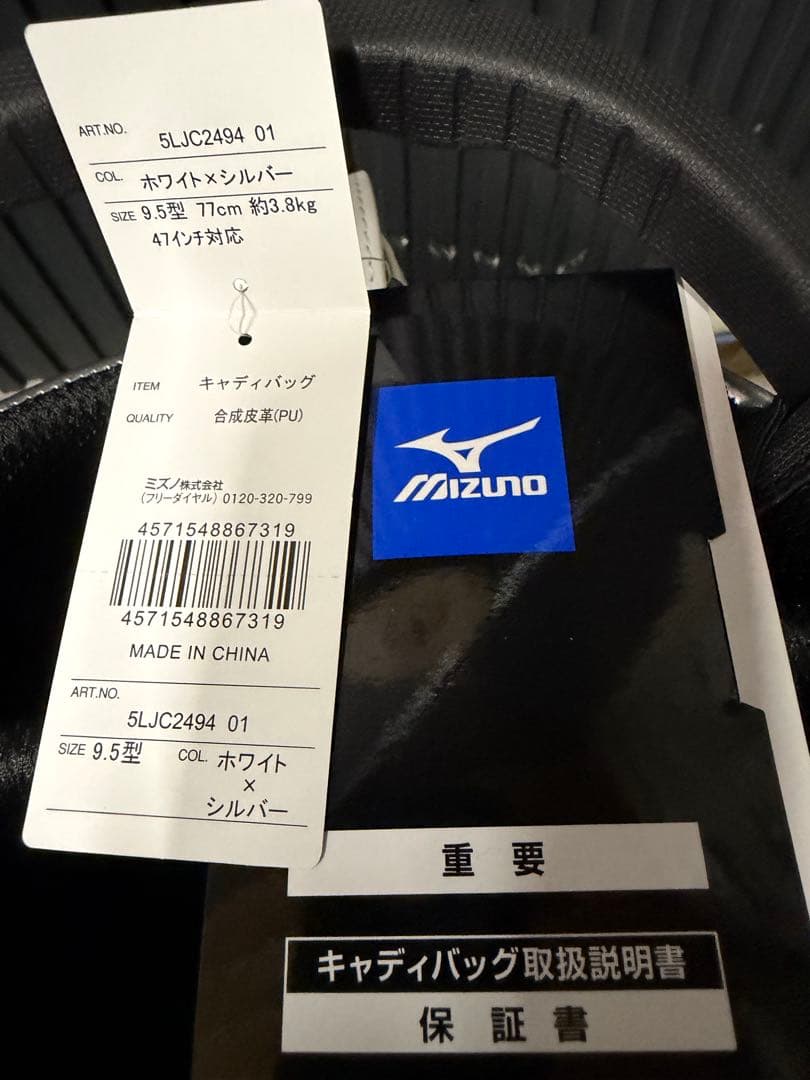 ART.NO. 5LJC2494 01
COL. ホワイト×シルバー
SIZE 9.5型 77cm 約3.8kg
47インチ対応
ITEM キャディバッグ
QUALITY 合成皮革(PU)
ミズノ株式会社
(フリーダイヤル) 0120-320-799
4571548867319
4571548867319
MADE IN CHINA
ART.NO.
5LJC2494 01
SIZE 9.5型 COL. ホワイト
×
シルバー
MIZUNO
重要
キャディバッグ取扱説明書
保証書